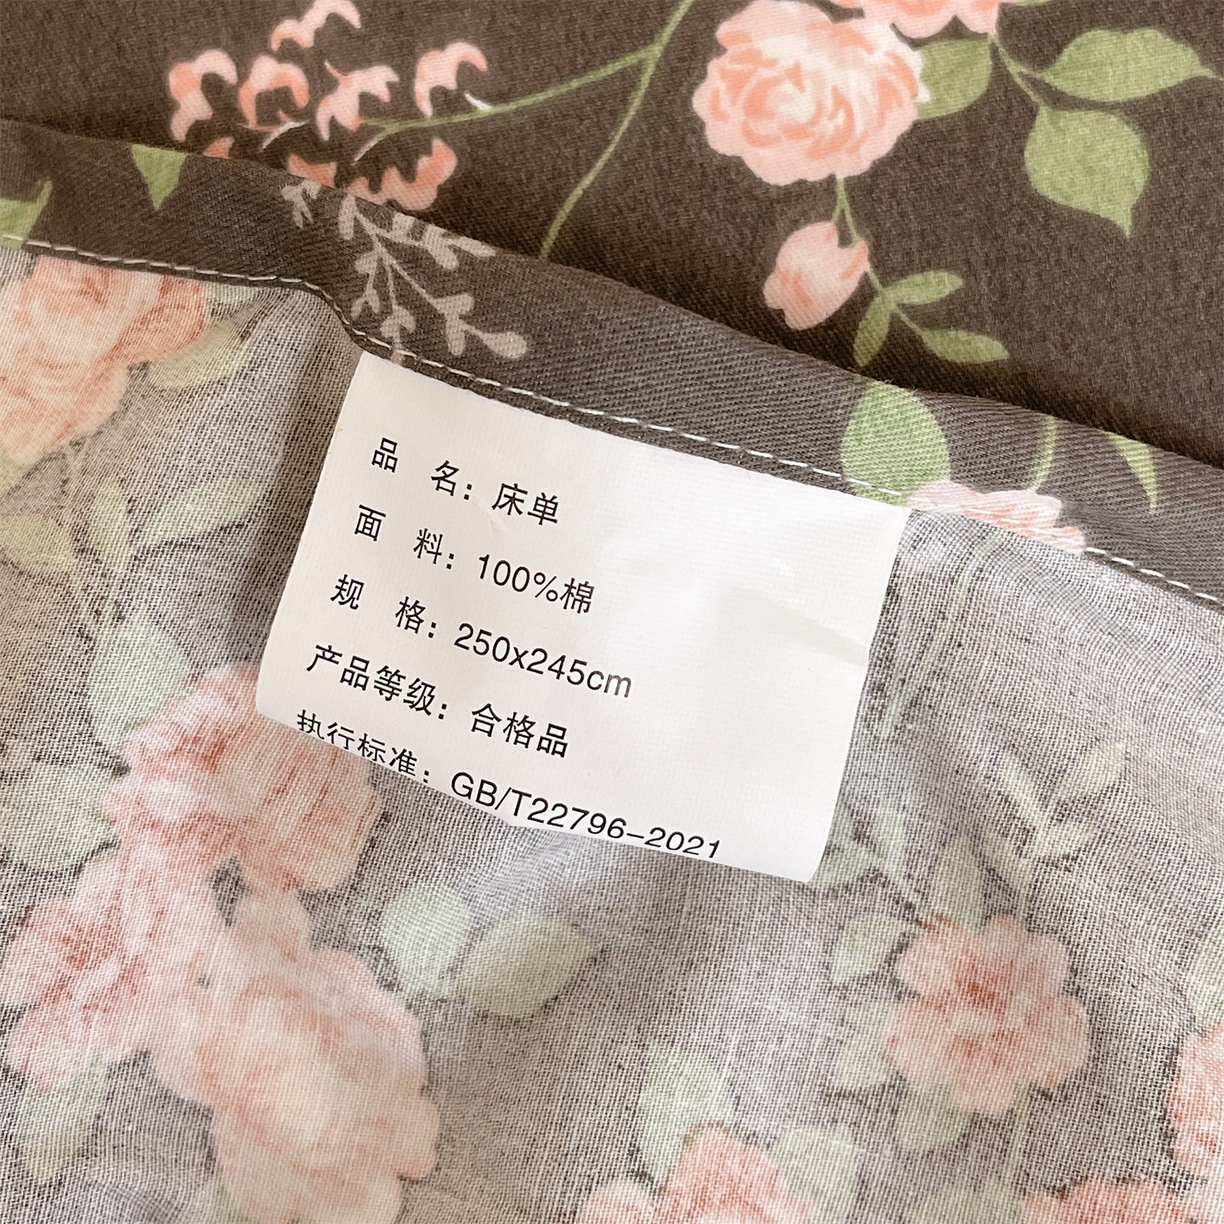 品 名：床单
面 料：100%棉
规 格：250x245cm
产品等级：合格品
执行标准：GB/T22796-2021